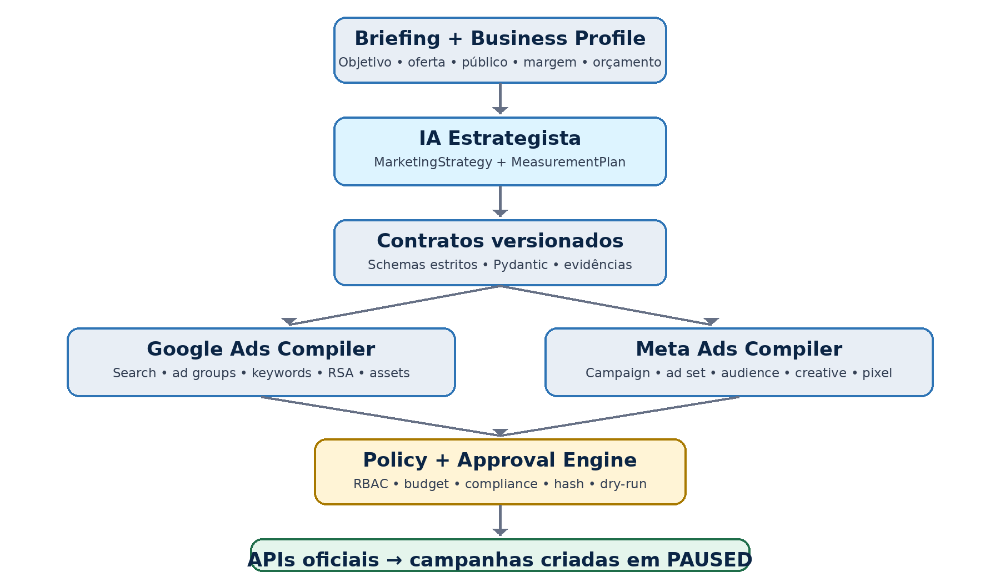 Briefing + Business Profile
Objetivo • oferta • público • margem • orçamento
IA Estrategista
MarketingStrategy + MeasurementPlan
Contratos versionados
Schemas estritos • Pydantic • evidências
Google Ads Compiler
Search • ad groups • keywords • RSA • assets
Meta Ads Compiler
Campaign • ad set • audience • creative • pixel
Policy + Approval Engine
RBAC • budget • compliance • hash • dry-run
APIs oficiais → campanhas criadas em PAUSED